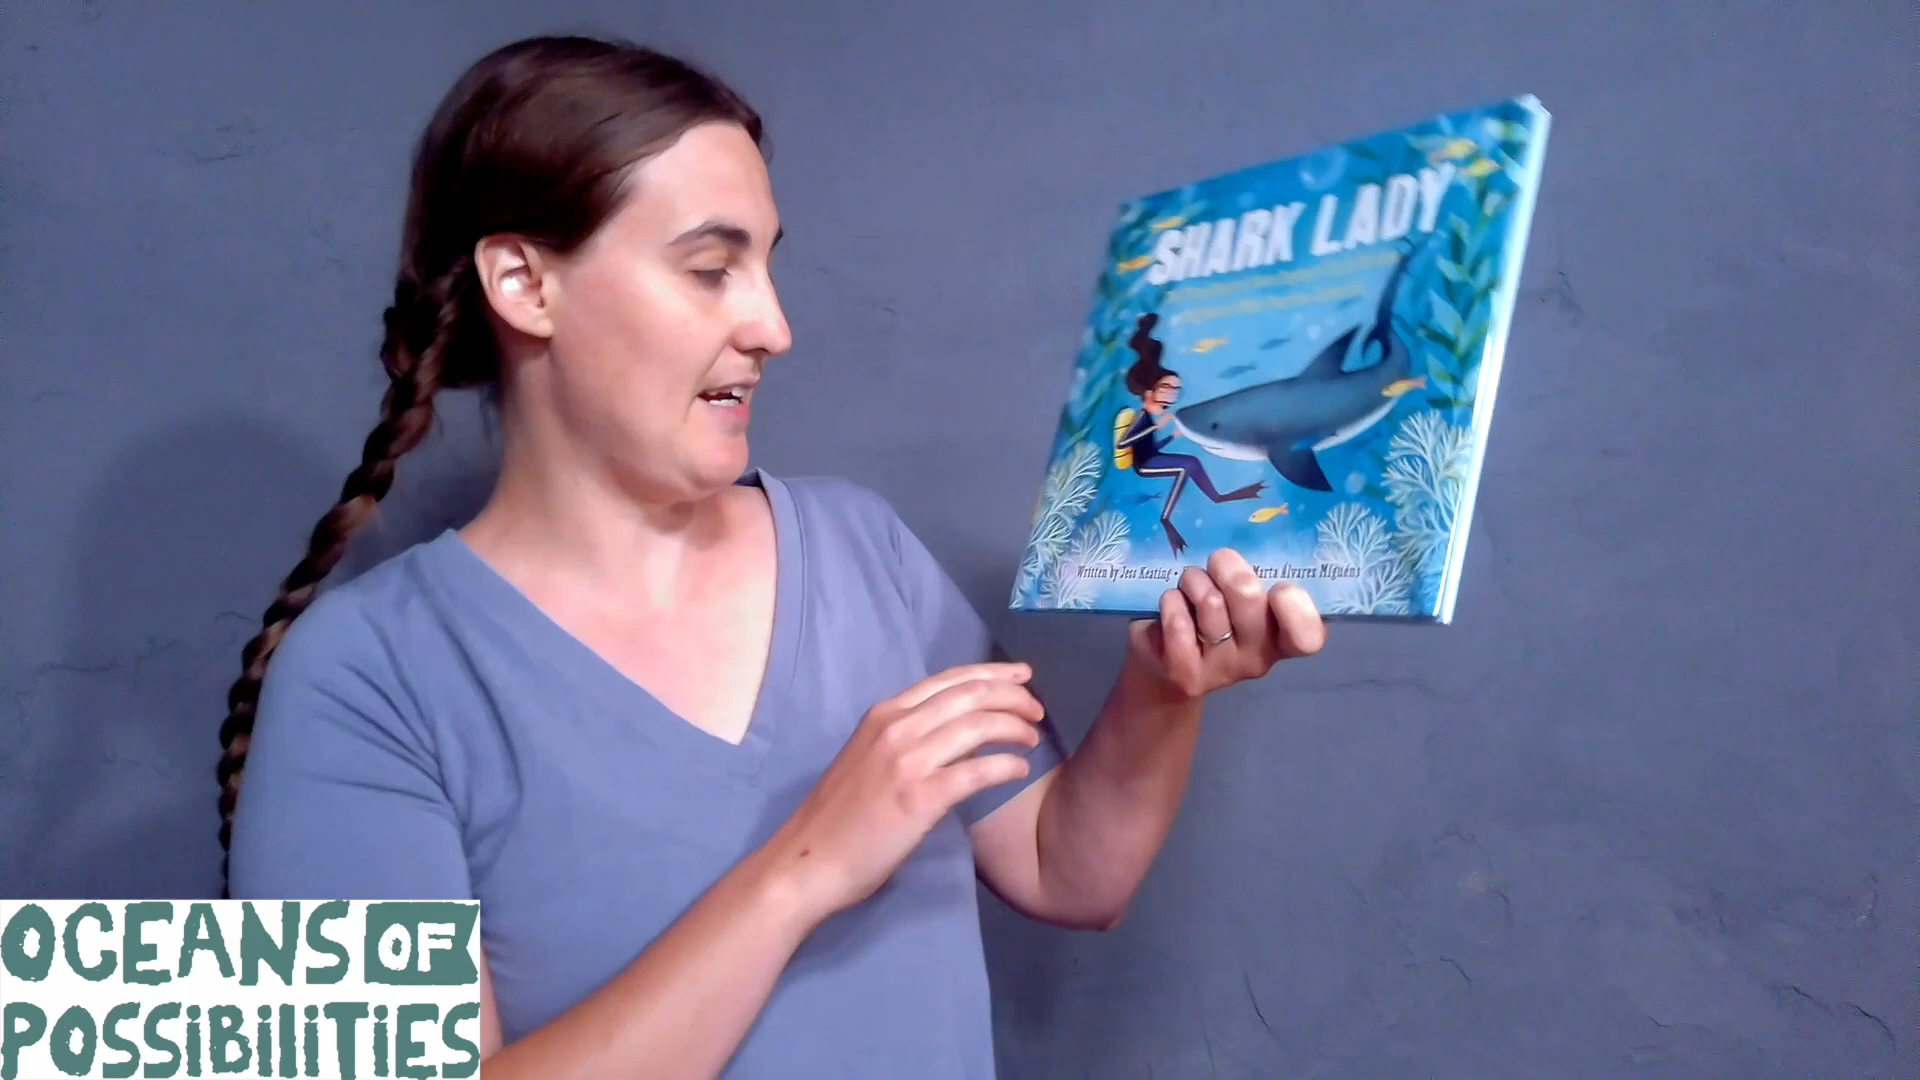 SHARK LADY
Written by Jess Keating •
Marta Álvarez Miguéns
OCEANS OF
POSSIBILITIES